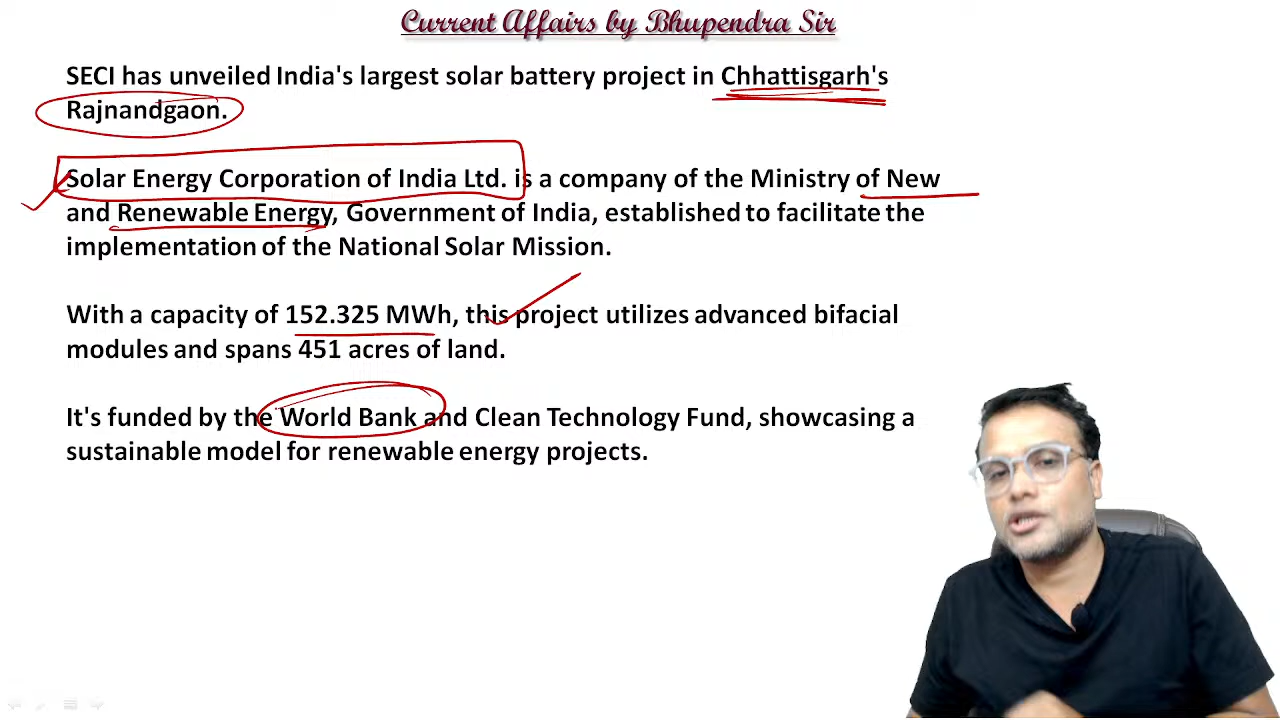 Current Affairs by Bhupendra Sir
SECI has unveiled India's largest solar battery project in Chhattisgarh's
Rajnandgaon.
Solar Energy Corporation of India Ltd. is a company of the Ministry of New
and Renewable Energy, Government of India, established to facilitate the
implementation of the National Solar Mission.
With a capacity of 152.325 MWh, this project utilizes advanced bifacial
modules and spans 451 acres of land.
It's funded by the World Bank and Clean Technology Fund, showcasing a
sustainable model for renewable energy projects.